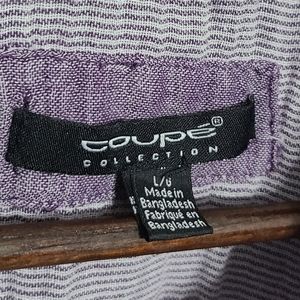 coupé®
COLLECTION
L/G
Made in
Bangladesh
Fabriqué en
Bangladesh